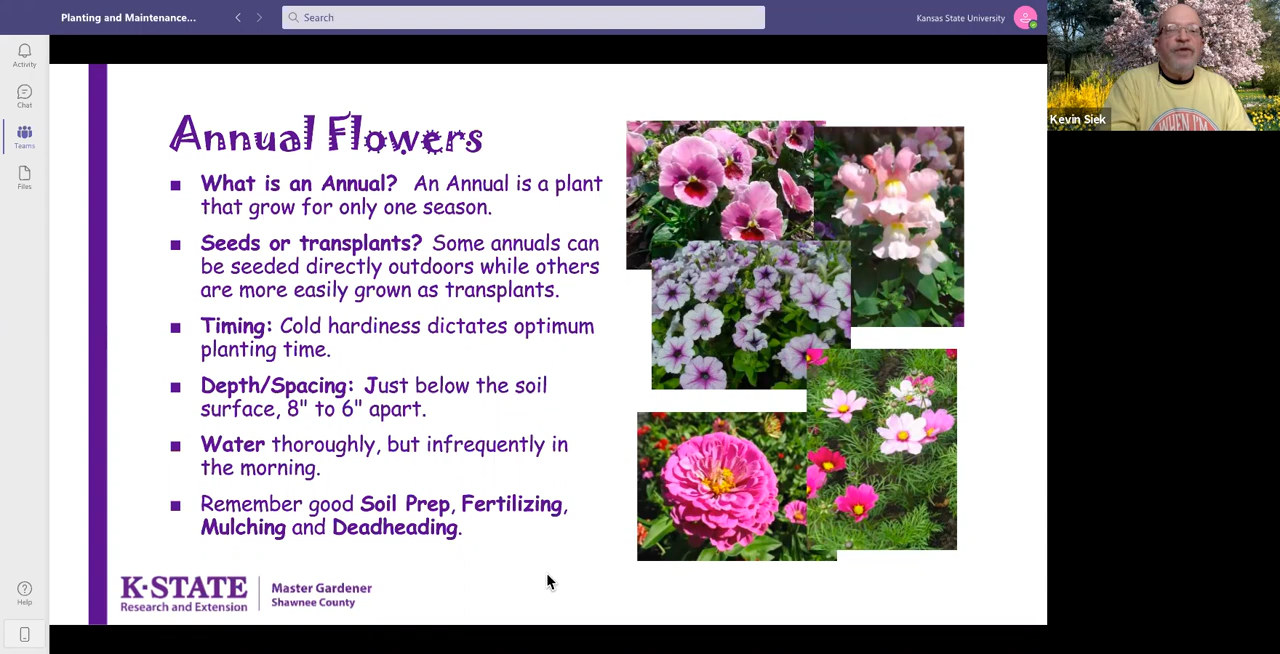 Planting and Maintenance...
Search
Kansas State University
Activity
Chat
Teams
Files
Help
Annual Flowers
What is an Annual? An Annual is a plant
that grow for only one season.
Seeds or transplants? Some annuals can
be seeded directly outdoors while others
are more easily grown as transplants.
Timing: Cold hardiness dictates optimum
planting time.
Depth/Spacing: Just below the soil
surface, 8" to 6" apart.
Water thoroughly, but infrequently in
the morning.
Remember good Soil Prep, Fertilizing,
Mulching and Deadheading.
K-STATE
Research and Extension
Master Gardener
Shawnee County
Kevin Siek
WHEN I'M